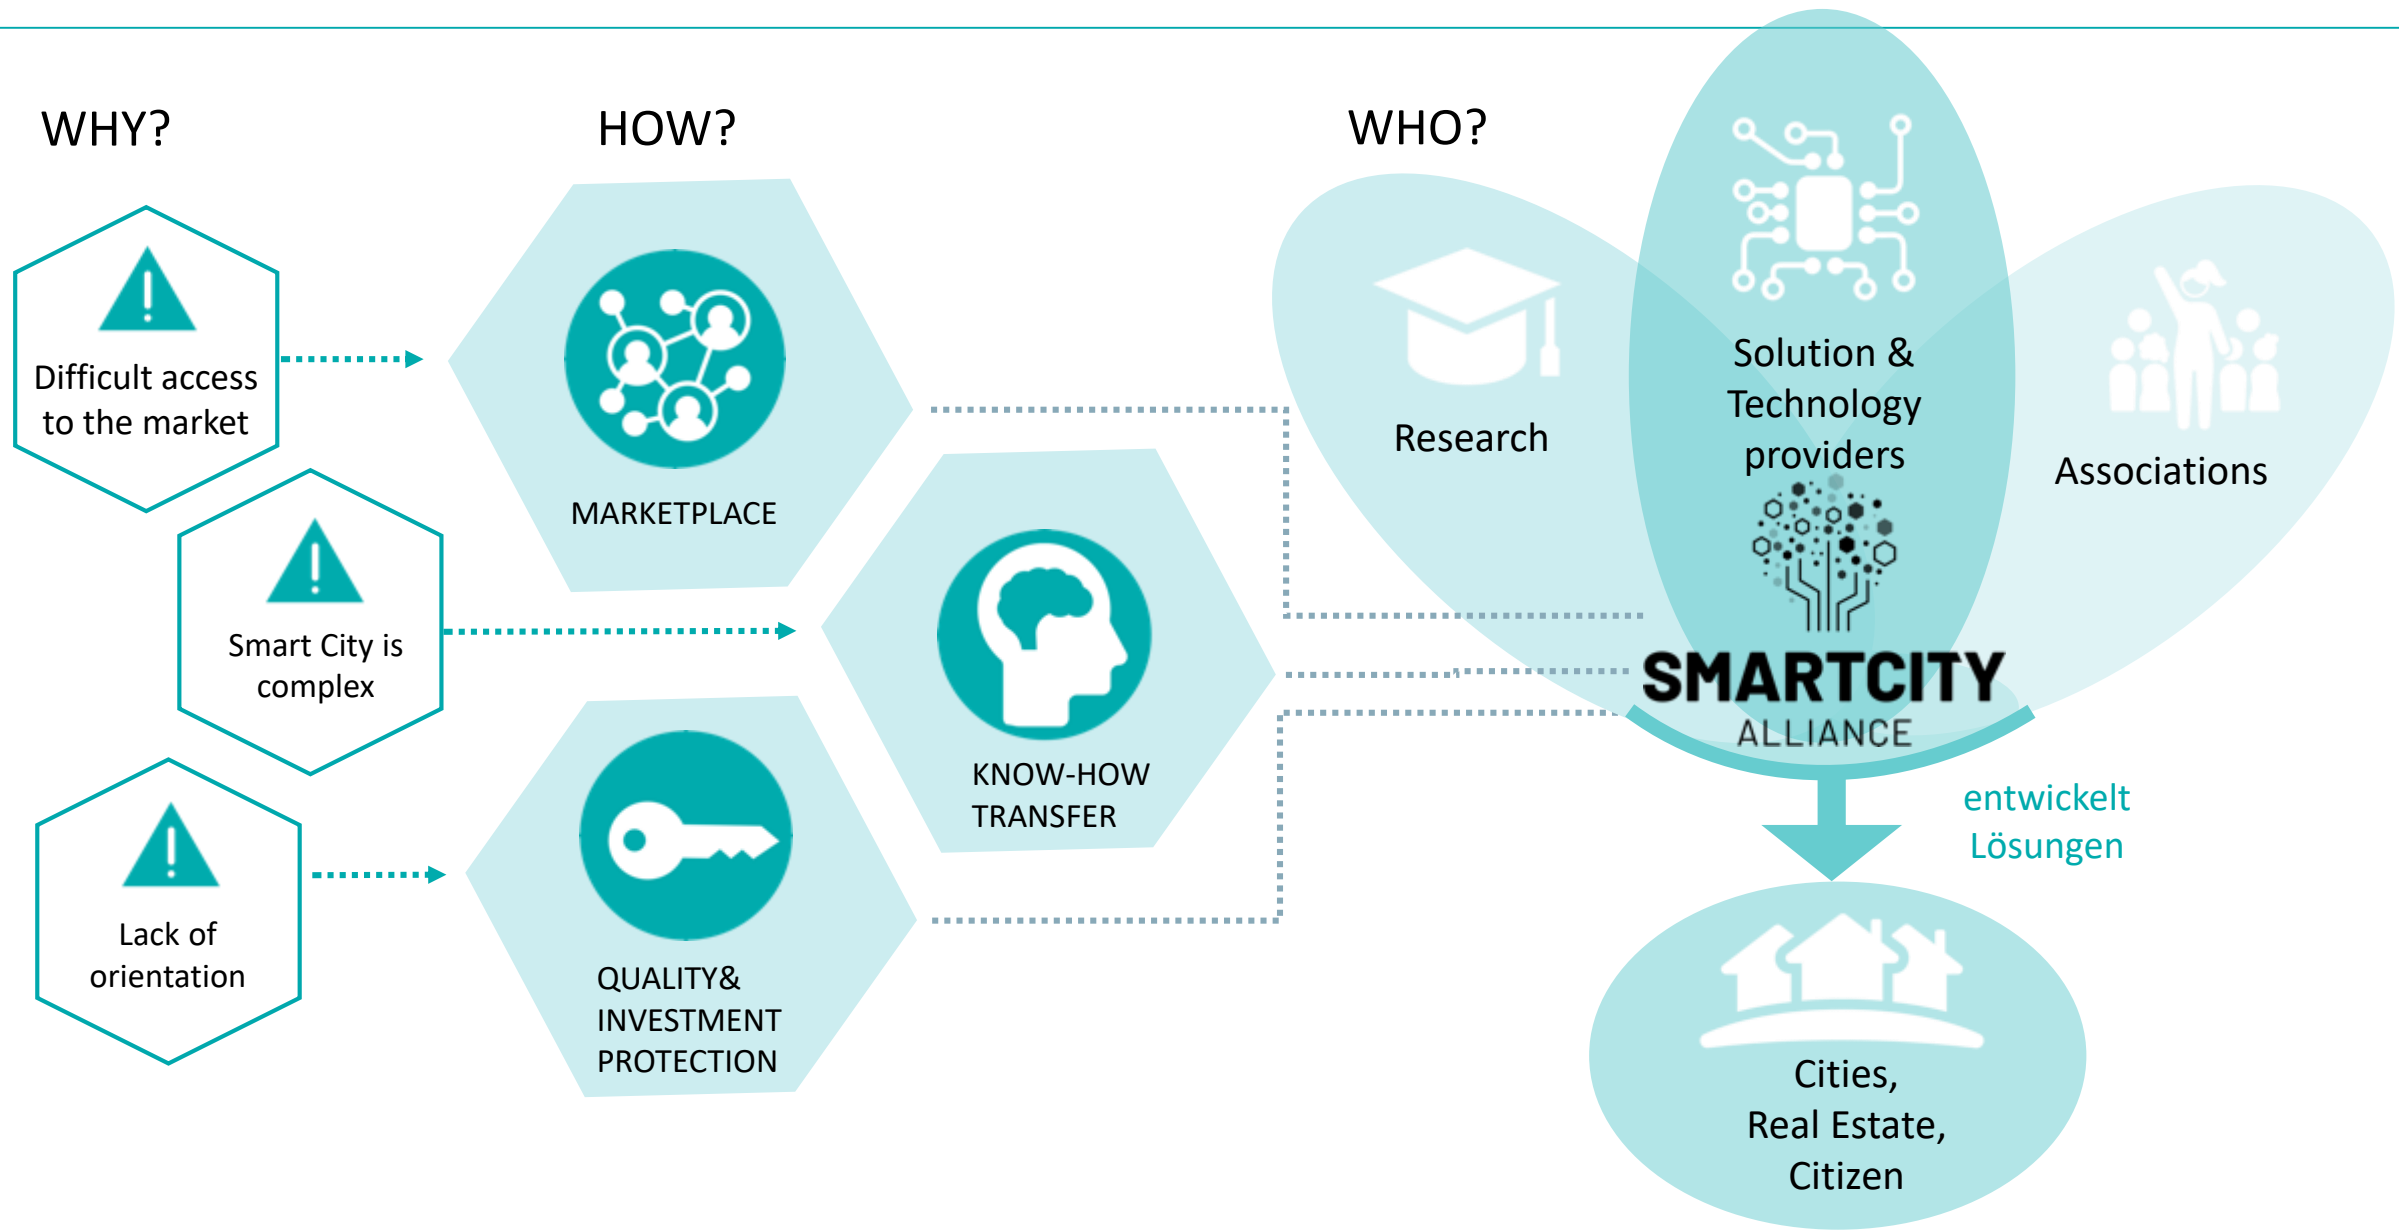 WHY?
Difficult access
to the market
Smart City is
complex
Lack of
orientation
HOW?
MARKETPLACE
KNOW-HOW
TRANSFER
QUALITY&
INVESTMENT
PROTECTION
WHO?
Research
Solution &
Technology
providers
Associations
SMARTCITY
ALLIANCE
entwickelt
Lösungen
Cities,
Real Estate,
Citizen